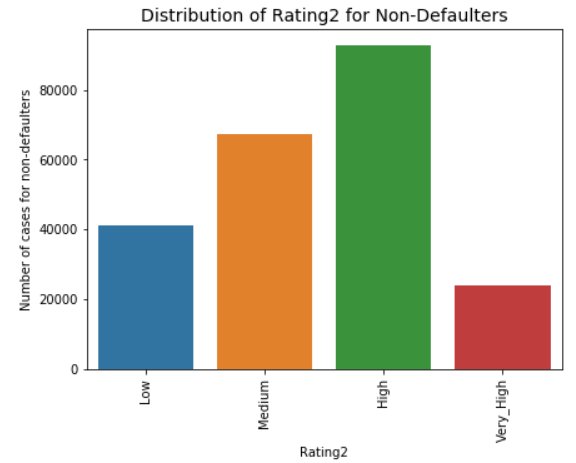 Distribution of Rating2 for Non-Defaulters
Number of cases for non-defaulters
80000
60000
40000
20000
0
Low
Medium
High
Very_High
Rating2